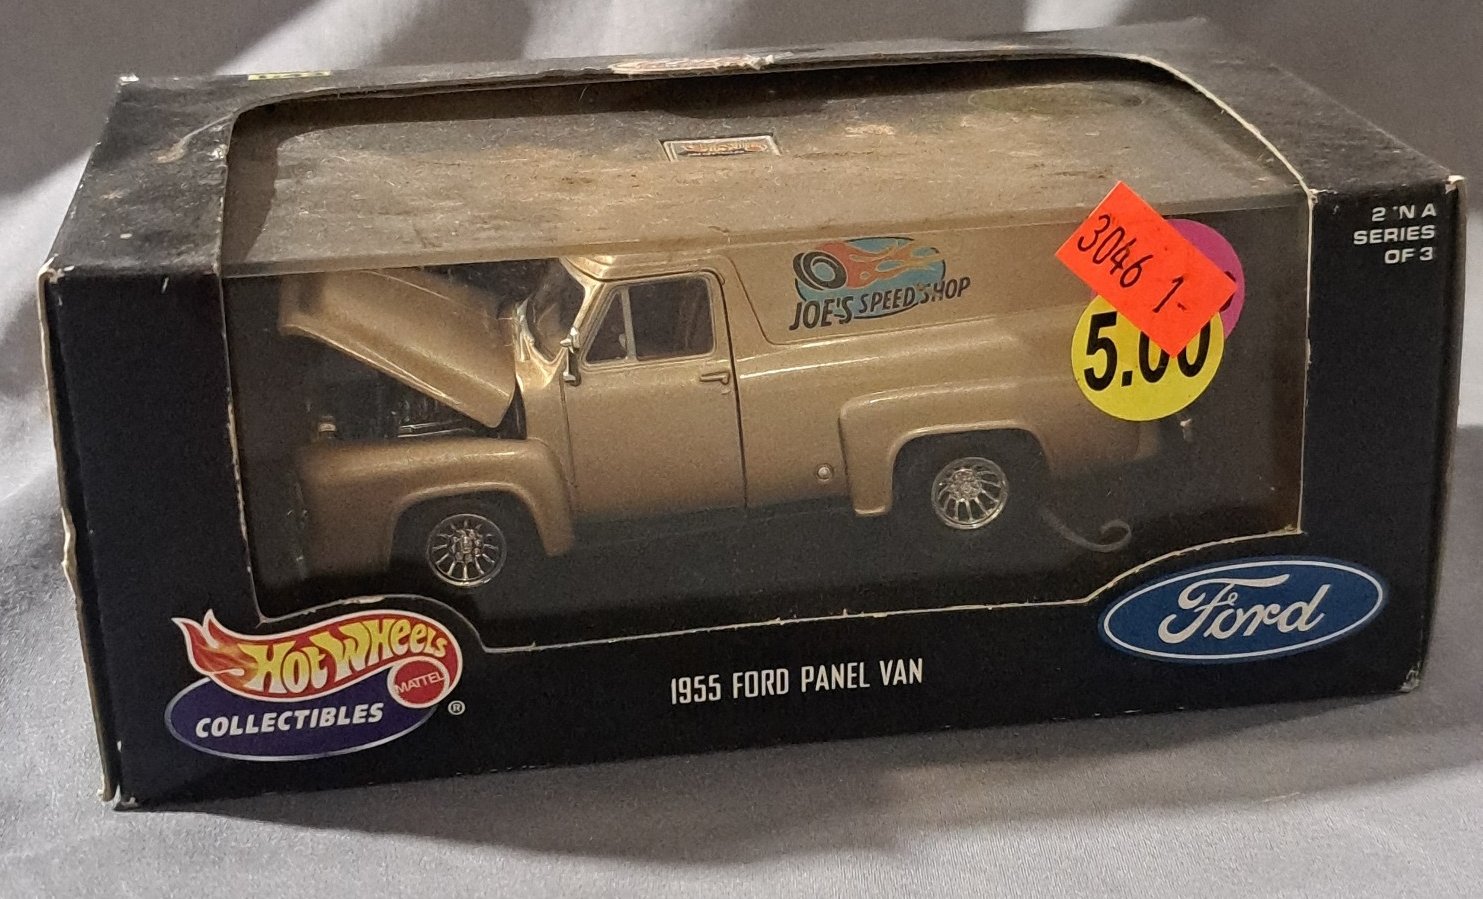 2 'N A
SERIES
OF 3
3046 1-
5.00
JOE'S SPEED SHOP
Ford
HOT WHEELS
MATTEL
COLLECTIBLES ®
1955 FORD PANEL VAN